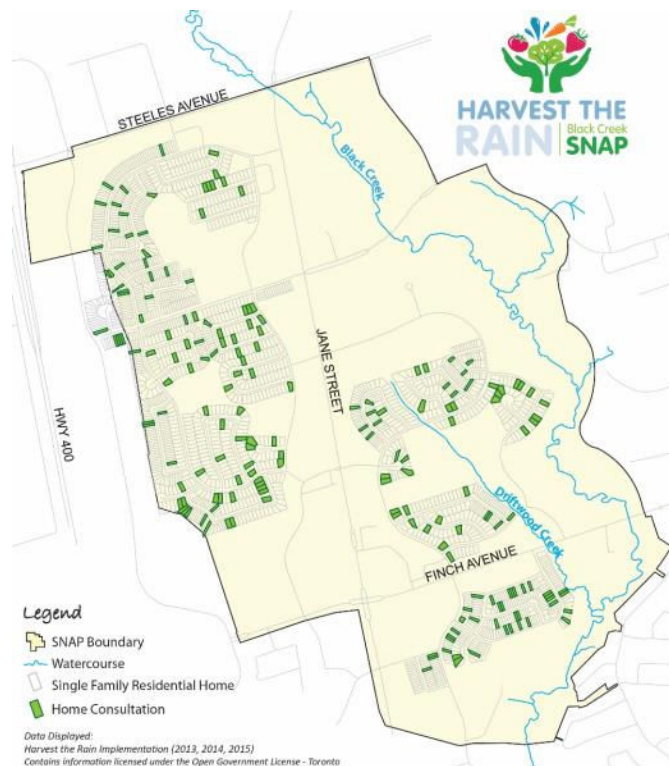 HARVEST THE
RAIN
Black Creek
SNAP
STEELES AVENUE
Black Creek
JANE STREET
HWY 400
Driftwood Creek
FINCH AVENUE
Legend
SNAP Boundary
Watercourse
Single Family Residential Home
Home Consultation
Data Displayed:
Harvest the Rain Implementation (2013, 2014, 2015)
Contains information licensed under the Open Government License - Toronto